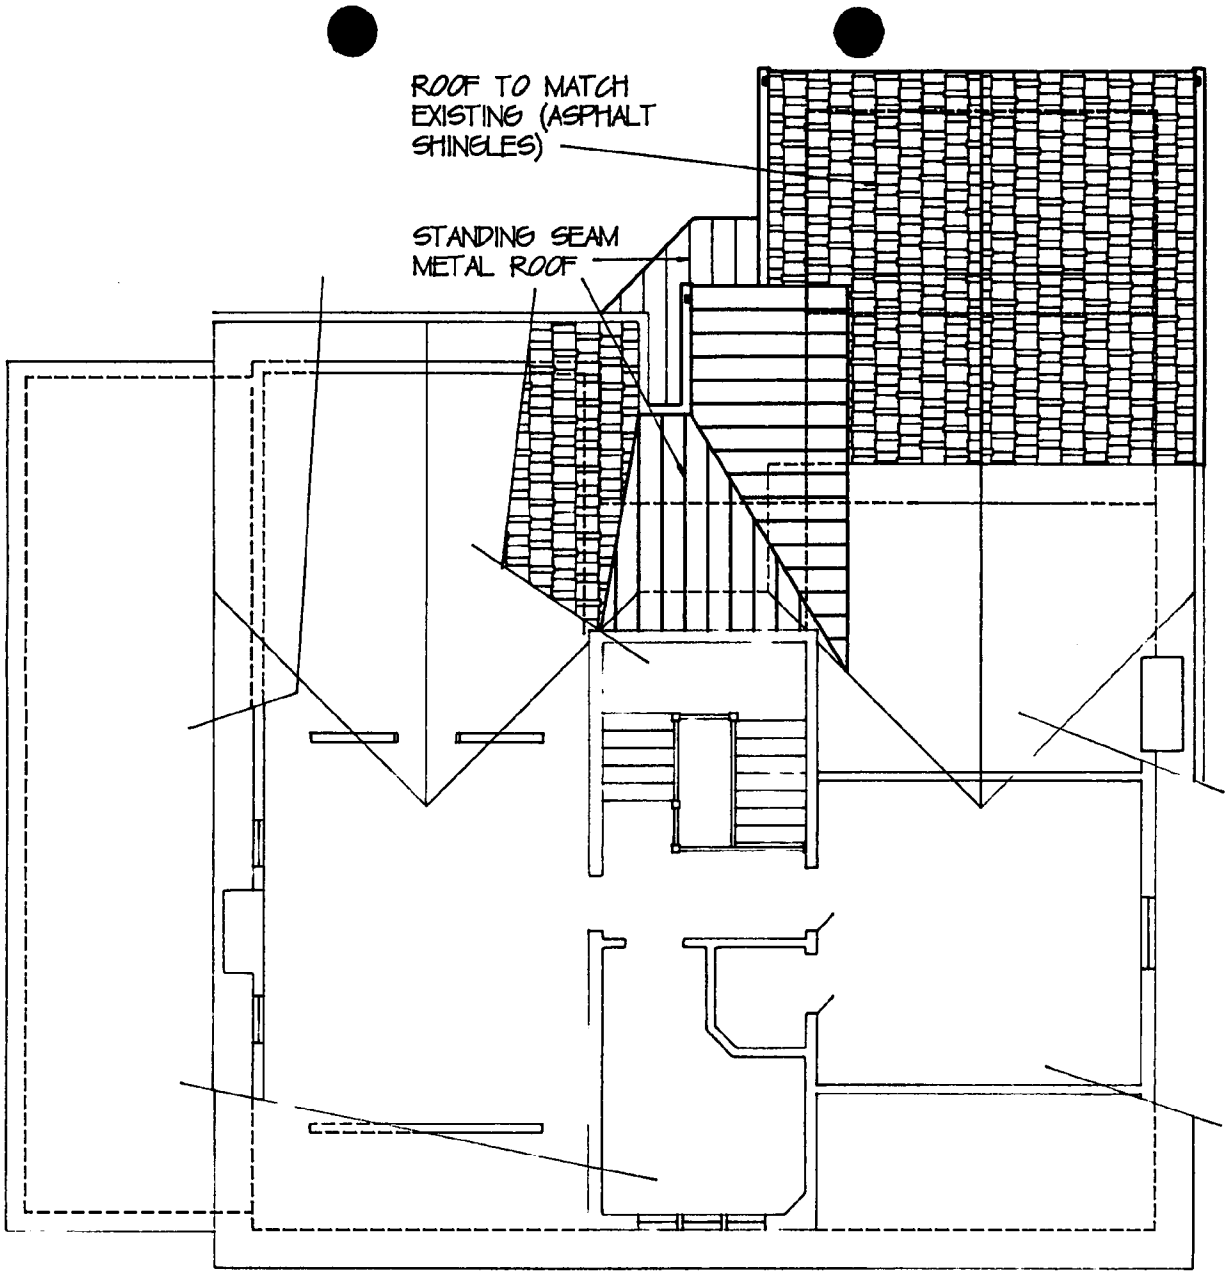 ROOF TO MATCH
EXISTING (ASPHALT
SHINGLES)
STANDING SEAM
METAL ROOF